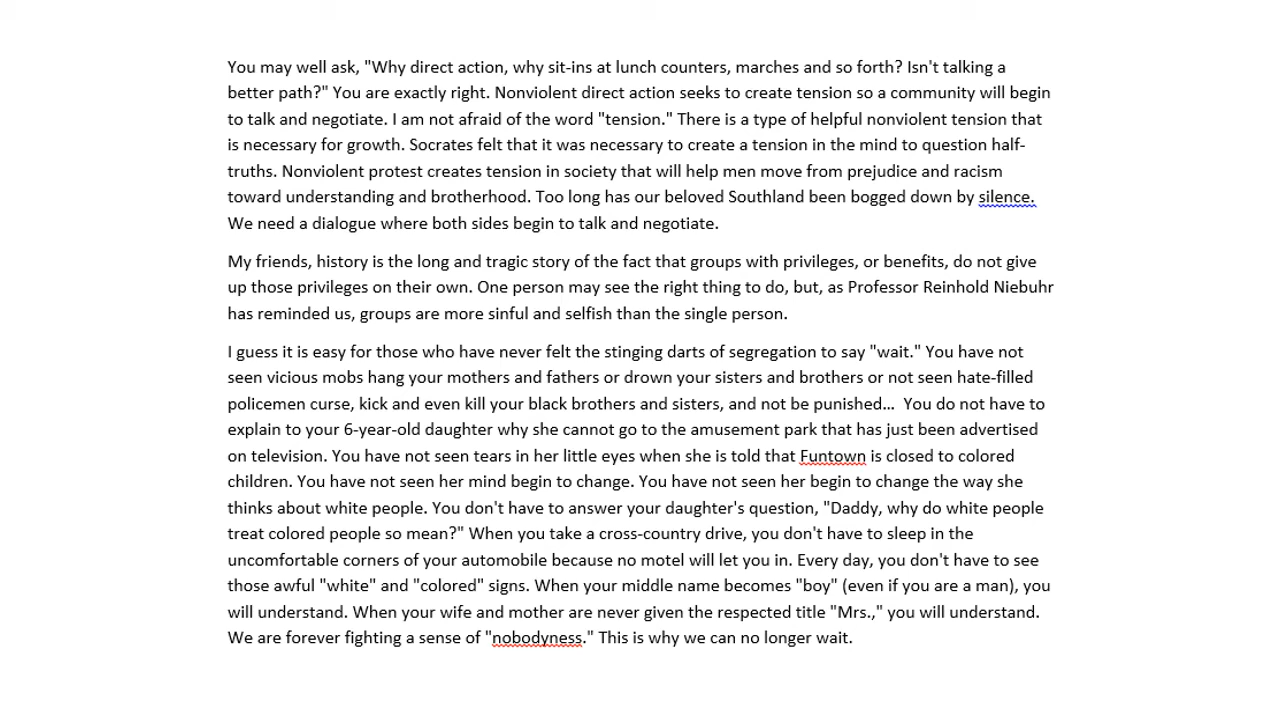 You may well ask, "Why direct action, why sit-ins at lunch counters, marches and so forth? Isn't talking a
better path?" You are exactly right. Nonviolent direct action seeks to create tension so a community will begin
to talk and negotiate. I am not afraid of the word "tension." There is a type of helpful nonviolent tension that
is necessary for growth. Socrates felt that it was necessary to create a tension in the mind to question half-
truths. Nonviolent protest creates tension in society that will help men move from prejudice and racism
toward understanding and brotherhood. Too long has our beloved Southland been bogged down by silence.
We need a dialogue where both sides begin to talk and negotiate.
My friends, history is the long and tragic story of the fact that groups with privileges, or benefits, do not give
up those privileges on their own. One person may see the right thing to do, but, as Professor Reinhold Niebuhr
has reminded us, groups are more sinful and selfish than the single person.
I guess it is easy for those who have never felt the stinging darts of segregation to say "wait." You have not
seen vicious mobs hang your mothers and fathers or drown your sisters and brothers or not seen hate-filled
policemen curse, kick and even kill your black brothers and sisters, and not be punished…  You do not have to
explain to your 6-year-old daughter why she cannot go to the amusement park that has just been advertised
on television. You have not seen tears in her little eyes when she is told that Funtown is closed to colored
children. You have not seen her mind begin to change. You have not seen her begin to change the way she
thinks about white people. You don't have to answer your daughter's question, "Daddy, why do white people
treat colored people so mean?" When you take a cross-country drive, you don't have to sleep in the
uncomfortable corners of your automobile because no motel will let you in. Every day, you don't have to see
those awful "white" and "colored" signs. When your middle name becomes "boy" (even if you are a man), you
will understand. When your wife and mother are never given the respected title "Mrs.," you will understand.
We are forever fighting a sense of "nobodyness." This is why we can no longer wait.